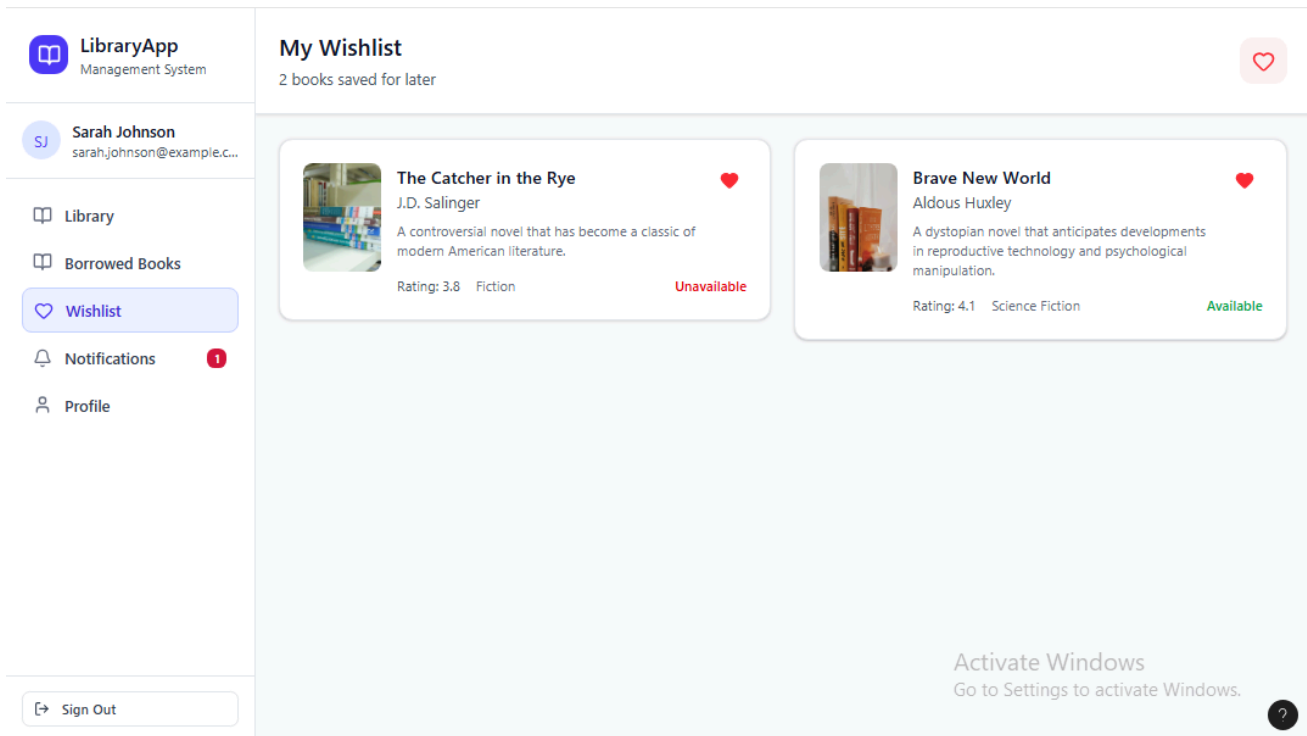 LibraryApp
Management System
SJ
Sarah Johnson
sarah.johnson@example.c...
Library
Borrowed Books
Wishlist
Notifications
1
Profile
Sign Out
My Wishlist
2 books saved for later
The Catcher in the Rye
J.D. Salinger
A controversial novel that has become a classic of
modern American literature.
Rating: 3.8 Fiction Unavailable
Brave New World
Aldous Huxley
A dystopian novel that anticipates developments
in reproductive technology and psychological
manipulation.
Rating: 4.1 Science Fiction Available
Activate Windows
Go to Settings to activate Windows.
?